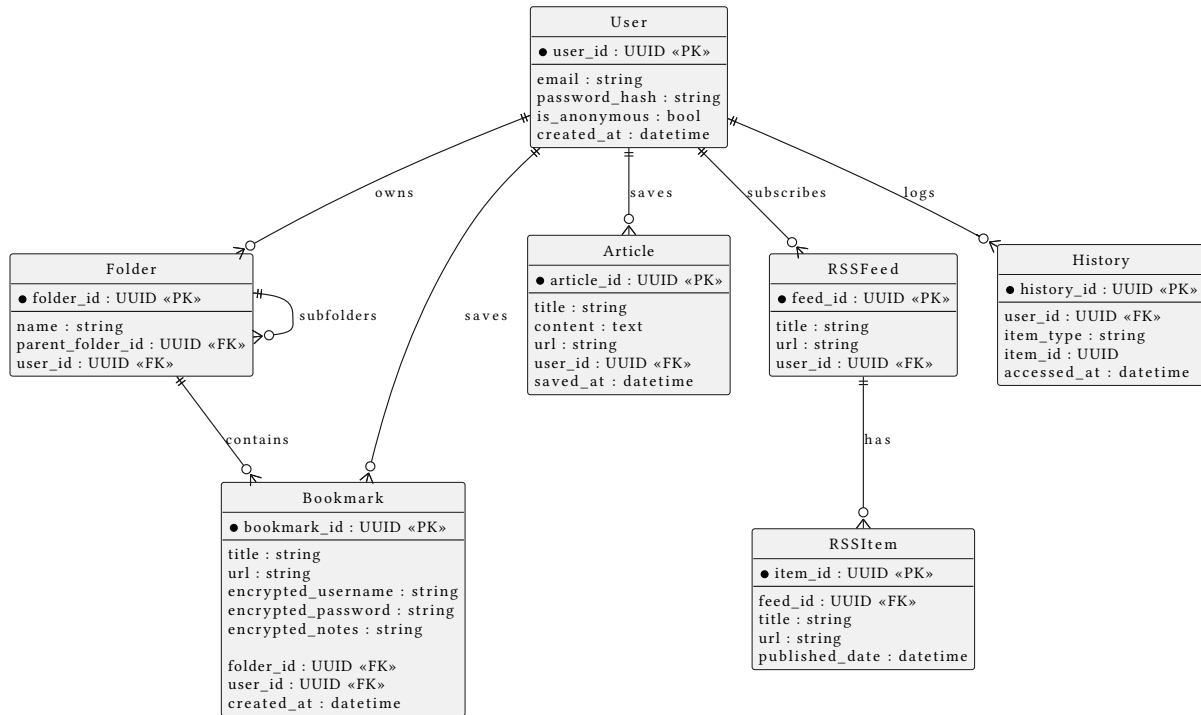 User
user_id : UUID «PK»
email : string
password_hash : string
is_anonymous : bool
created_at : datetime
owns
saves
subscribes
logs
Folder
folder_id : UUID «PK»
name : string
parent_folder_id : UUID «FK»
user_id : UUID «FK»
subfolders
saves
Article
article_id : UUID «PK»
title : string
content : text
url : string
user_id : UUID «FK»
saved_at : datetime
RSSFeed
feed_id : UUID «PK»
title : string
url : string
user_id : UUID «FK»
History
history_id : UUID «PK»
user_id : UUID «FK»
item_type : string
item_id : UUID
accessed_at : datetime
contains
has
Bookmark
bookmark_id : UUID «PK»
title : string
url : string
encrypted_username : string
encrypted_password : string
encrypted_notes : string
folder_id : UUID «FK»
user_id : UUID «FK»
created_at : datetime
RSSItem
item_id : UUID «PK»
feed_id : UUID «FK»
title : string
url : string
published_date : datetime